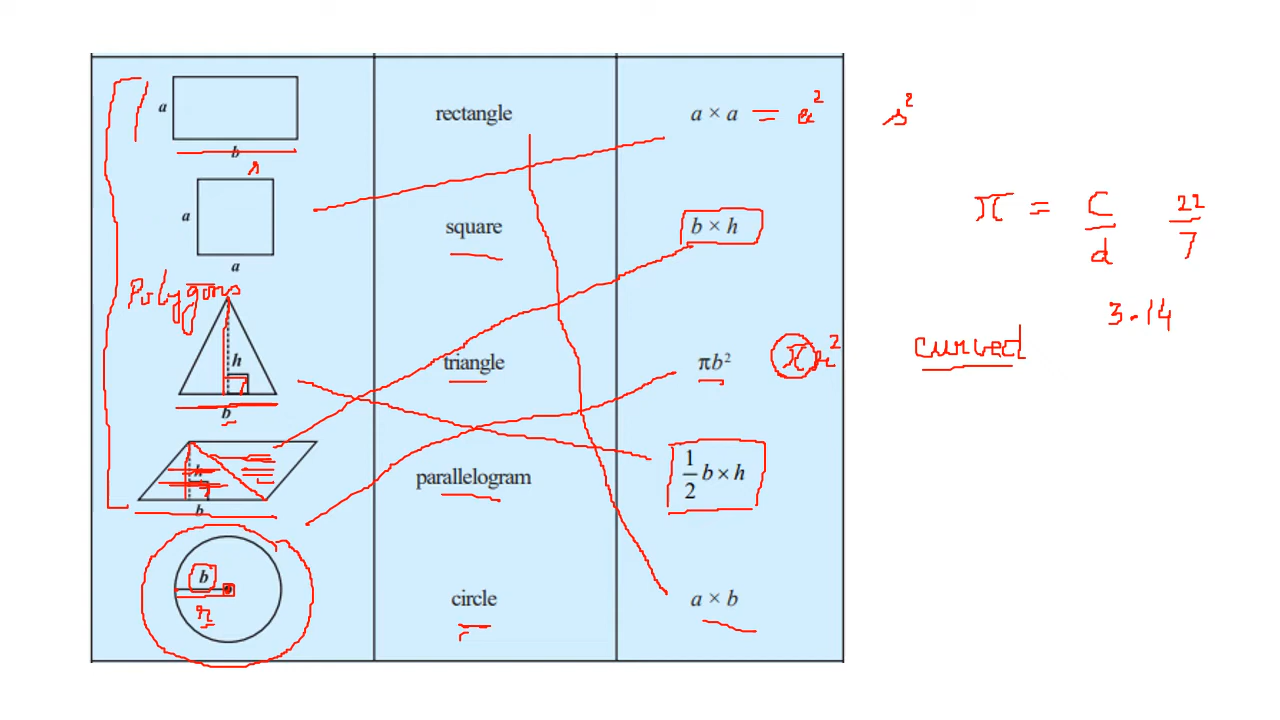 a
b
s
rectangle
a × a = a²
s²
a
a
square
b × h
π = C/d 22/7
3.14
Polygons
h
b
triangle
πb²
πr²
curved
h
b
parallelogram
1/2 b × h
b
r
circle
a × b